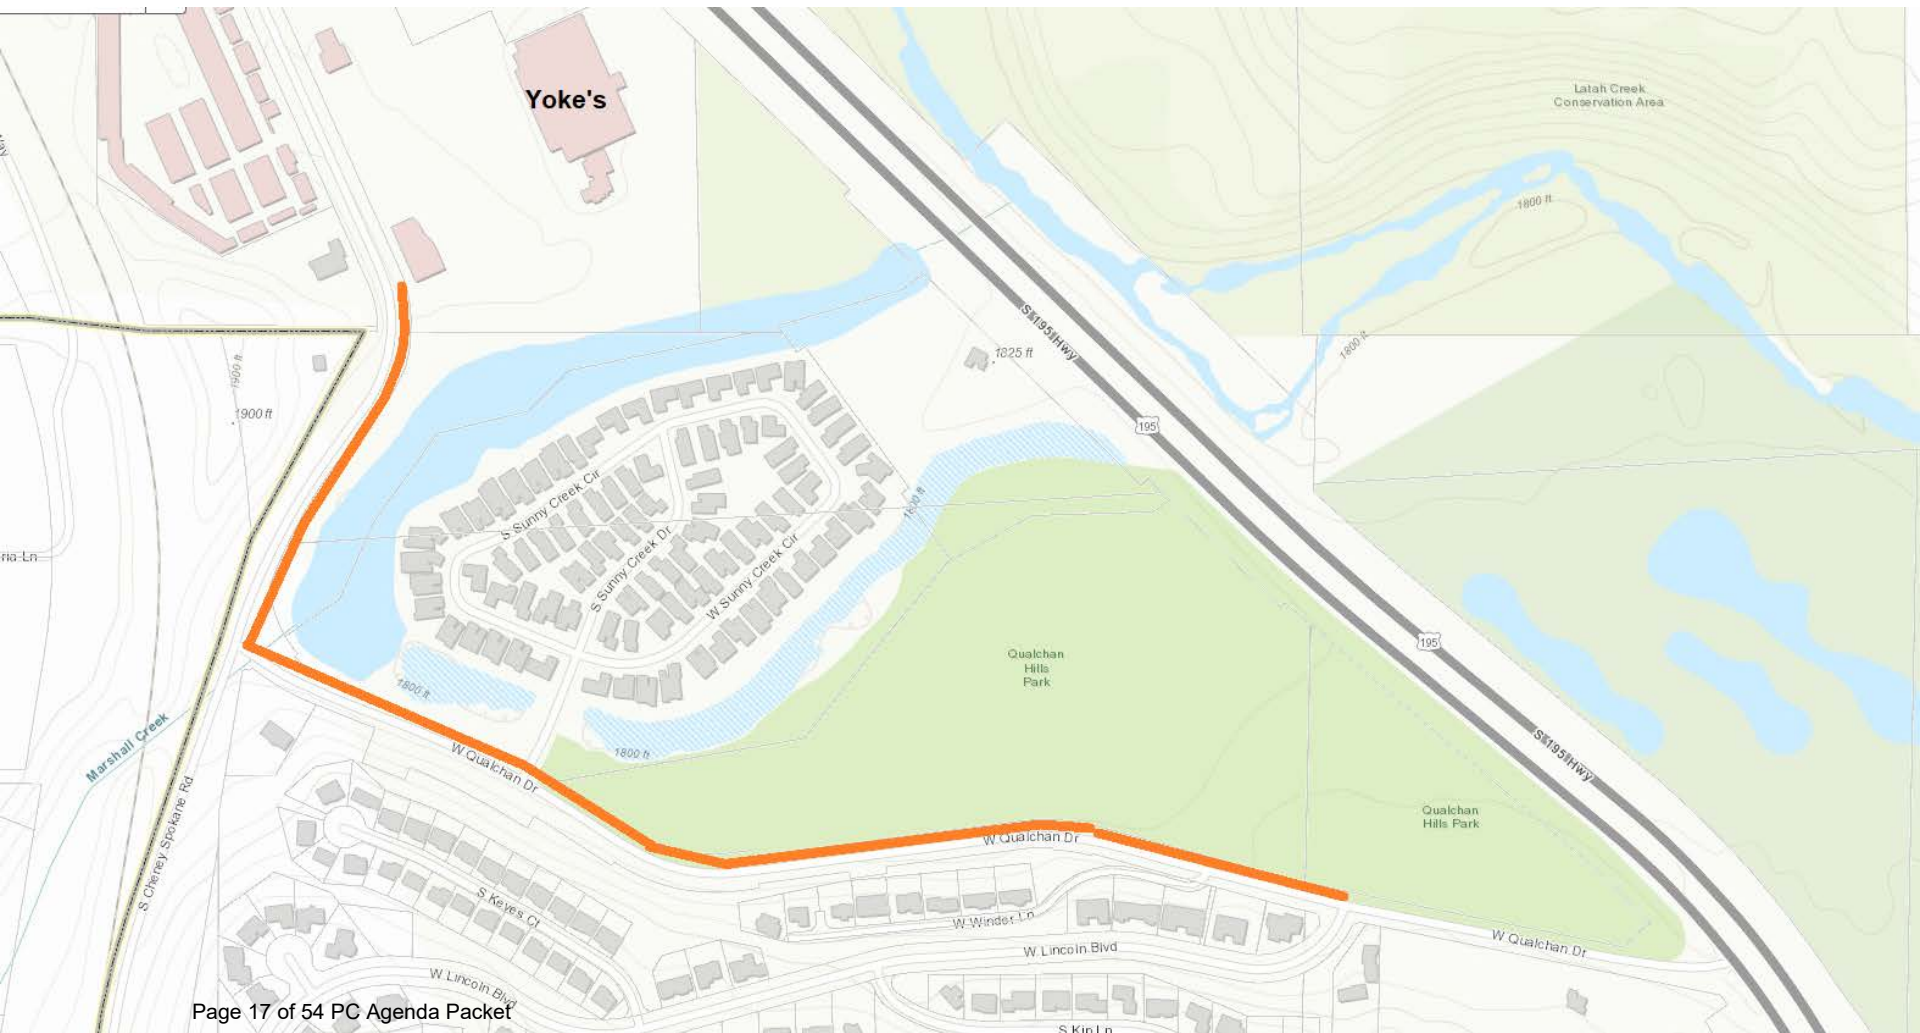 Yoke's
Latah Creek
Conservation Area
1800 ft
S 195 Hwy
1825 ft
1800 ft
1900 ft
1900 ft
195
S Sunny Creek Cir
1800 ft
S Sunny Creek Dr
W Sunny Creek Cir
ria Ln
195
Qualchan
Hills
Park
1800 ft
Marshall Creek
1800 ft
W Qualchan Dr
S 195 Hwy
S Cheney Spokane Rd
Qualchan
Hills Park
W Qualchan Dr
S Keyes Ct
W Winder Ln
W Lincoln Blvd
W Qualchan Dr
W Lincoln Blvd
Page 17 of 54 PC Agenda Packet
S Kip Ln